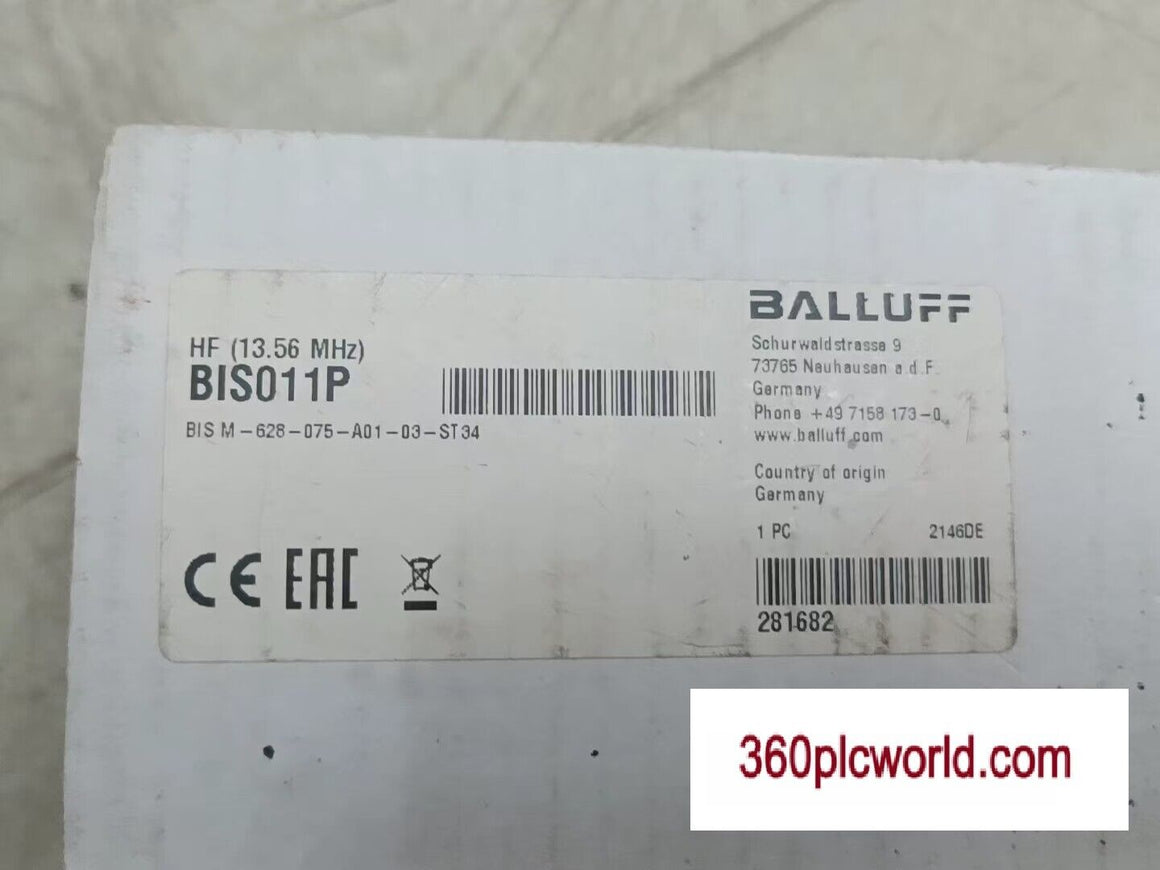 HF (13.56 MHz)
BIS011P
BIS M-628-075-A01-03-ST34
CE EAC
BALLUFF
Schurwaldstrasse 9
73765 Neuhausen a.d.F.
Germany
Phone +49 7158 173-0
www.balluff.com
Country of origin
Germany
1 PC 2146DE
281682
360plcworld.com